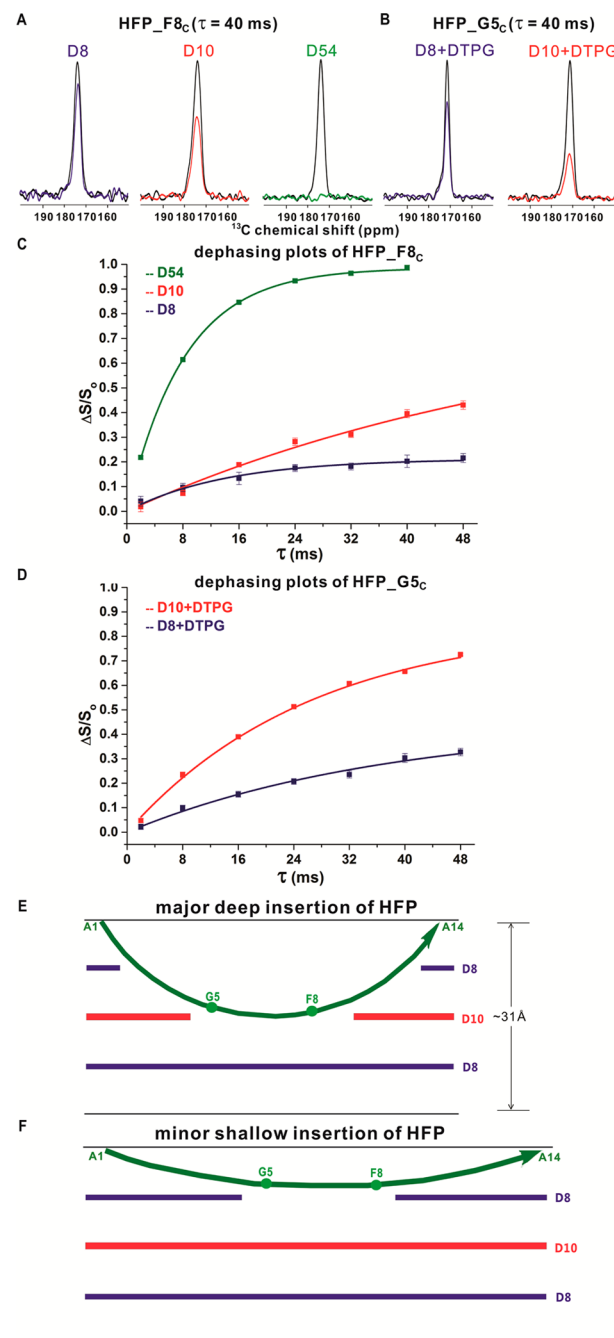 A HFP_F8C(τ = 40 ms) B HFP_G5C(τ = 40 ms)
D8 D10 D54 D8+DTPG D10+DTPG
190 180 170 160 190 180 170 160 190 180 170 160 190 180 170 160 190 180 170 160
13C chemical shift (ppm)
C dephasing plots of HFP_F8C
1.0
-- D54
0.9
-- D10
0.8
-- D8
0.7
0.6
ΔS/So
0.5
0.4
0.3
0.2
0.1
0.0
0 8 16 24 32 40 48
τ (ms)
D dephasing plots of HFP_G5C
1.0
-- D10+DTPG
0.9
-- D8+DTPG
0.8
0.7
0.6
ΔS/So
0.5
0.4
0.3
0.2
0.1
0.0
0 8 16 24 32 40 48
τ (ms)
E major deep insertion of HFP
A1 A14
D8
G5 F8
D10 ~31Å
D8
F minor shallow insertion of HFP
A1 A14
G5 F8
D8
D10
D8